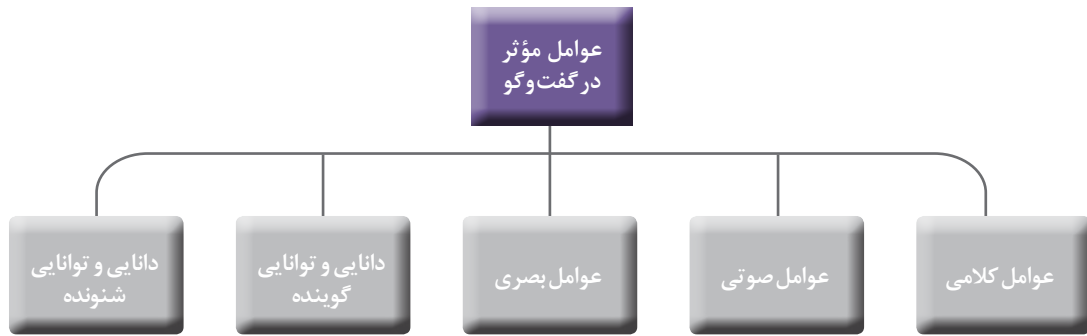 عوامل مؤثر
در گفت‌وگو
عوامل کلامی
عوامل صوتی
عوامل بصری
دانایی و توانایی
گوینده
دانایی و توانایی
شنونده